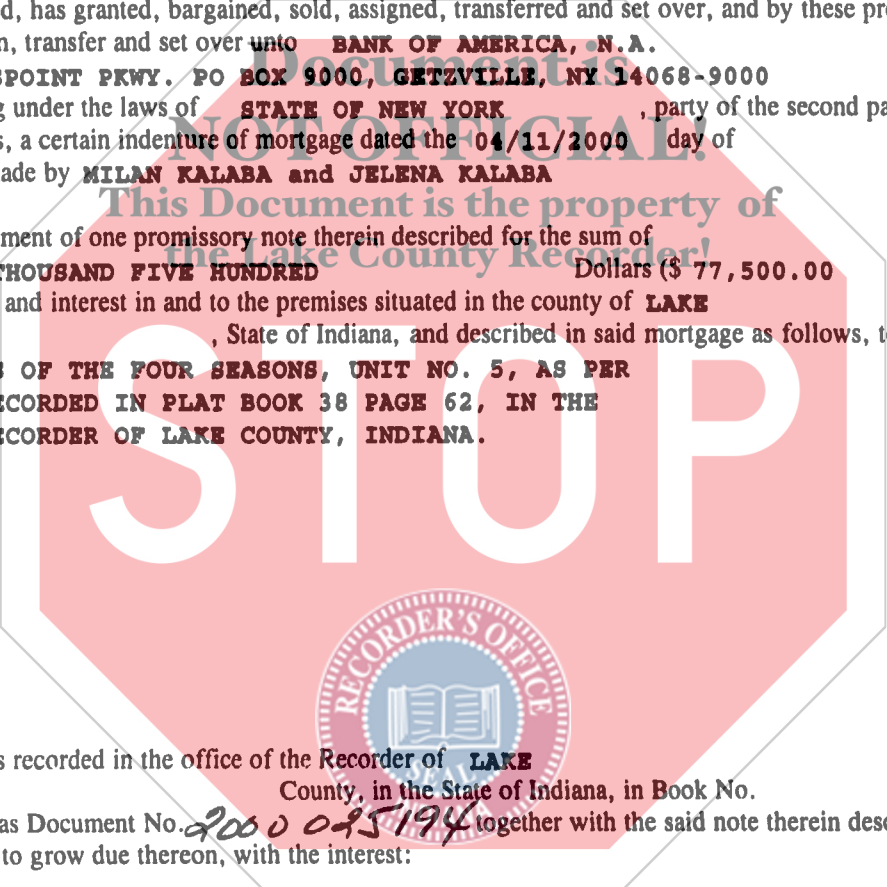 d, has granted, bargained, sold, assigned, transferred and set over, and by these pre
n, transfer and set over unto BANK OF AMERICA, N.A.
Document is
SPOINT PKWY. PO BOX 9000, GETZVILLE, NY 14068-9000
g under the laws of STATE OF NEW YORK , party of the second pa
NOT OFFICIAL!
s, a certain indenture of mortgage dated the 04/11/2000 day of
ade by MILAN KALABA and JELENA KALABA
This Document is the property of
ment of one promissory note therein described for the sum of
the Lake County Recorder!
THOUSAND FIVE HUNDRED Dollars ($ 77,500.00
and interest in and to the premises situated in the county of LAKE
, State of Indiana, and described in said mortgage as follows, t
S OF THE FOUR SEASONS, UNIT NO. 5, AS PER
ECORDED IN PLAT BOOK 38 PAGE 62, IN THE
ECORDER OF LAKE COUNTY, INDIANA.
STOP
RECORDER'S OFFICE
s recorded in the office of the Recorder of LAKE
SEAL
County, in the State of Indiana, in Book No.
as Document No. 2000 025194 together with the said note therein desc
to grow due thereon, with the interest: